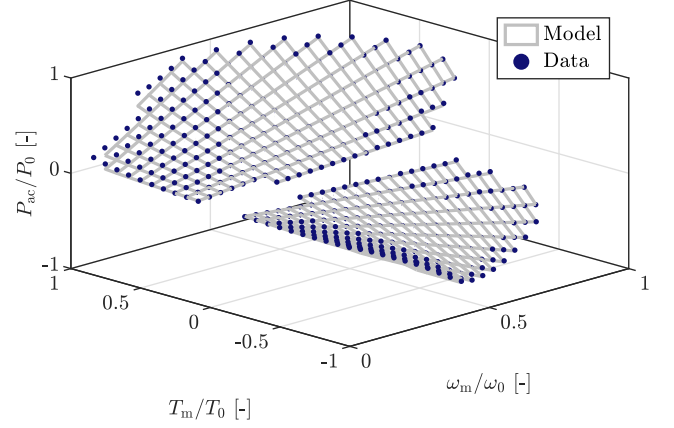 Model
Data
1
0
-1
P_ac/P_0 [-]
1
0.5
0
-0.5
-1
T_m/T_0 [-]
0
0.5
1
ω_m/ω_0 [-]